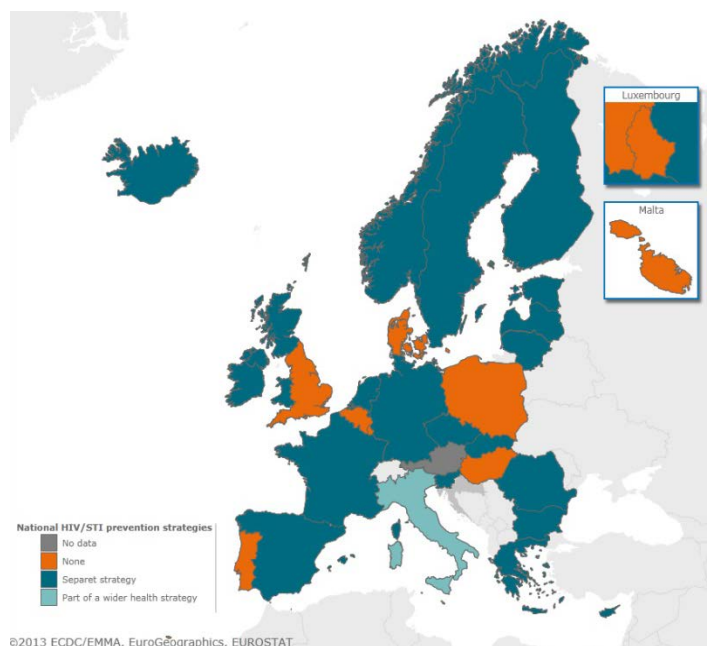 Luxembourg
Malta
National HIV/STI prevention strategies
No data
None
Separet strategy
Part of a wider health strategy
©2013 ECDC/EMMA, EuroGeographics, EUROSTAT